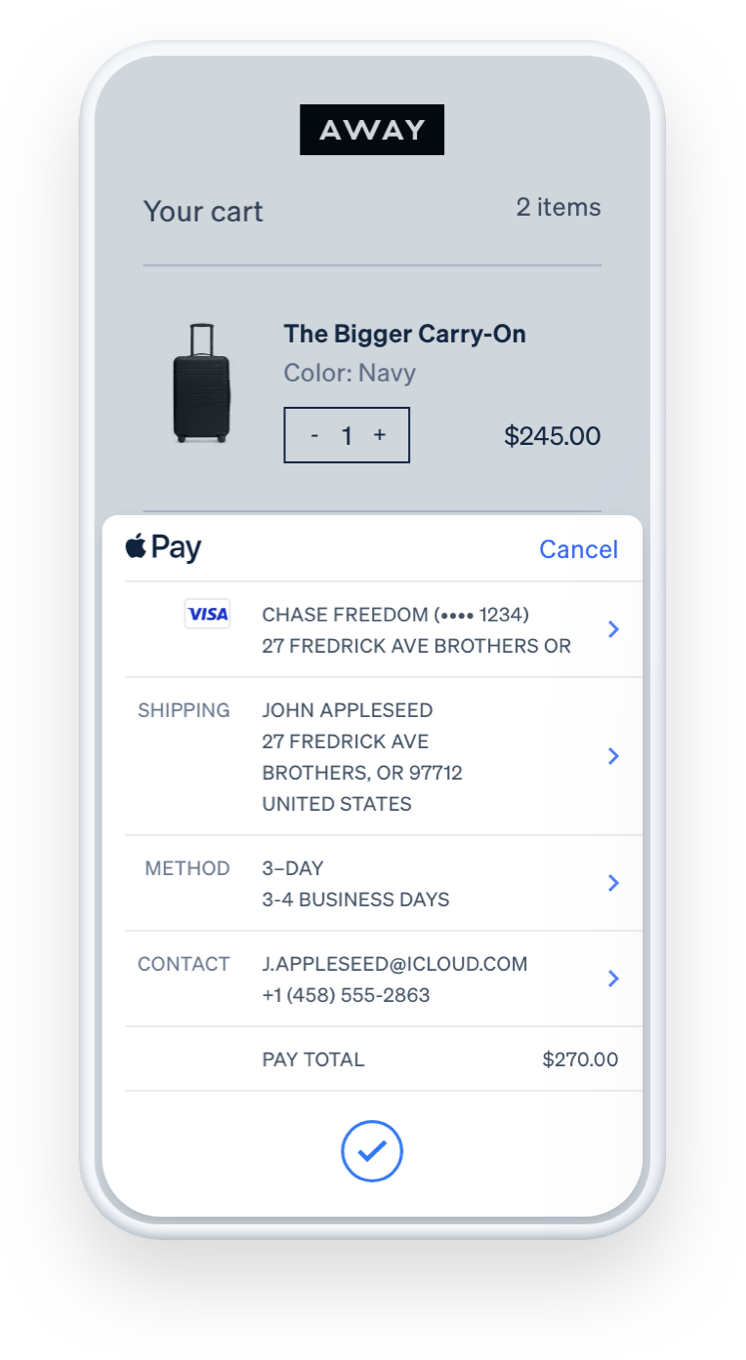 AWAY
Your cart
2 items
The Bigger Carry-On
Color: Navy
- 1 +
$245.00
Pay
Cancel
VISA
CHASE FREEDOM (•••• 1234)
27 FREDRICK AVE BROTHERS OR
SHIPPING
JOHN APPLESEED
27 FREDRICK AVE
BROTHERS, OR 97712
UNITED STATES
METHOD
3–DAY
3-4 BUSINESS DAYS
CONTACT
J.APPLESEED@ICLOUD.COM
+1 (458) 555-2863
PAY TOTAL
$270.00